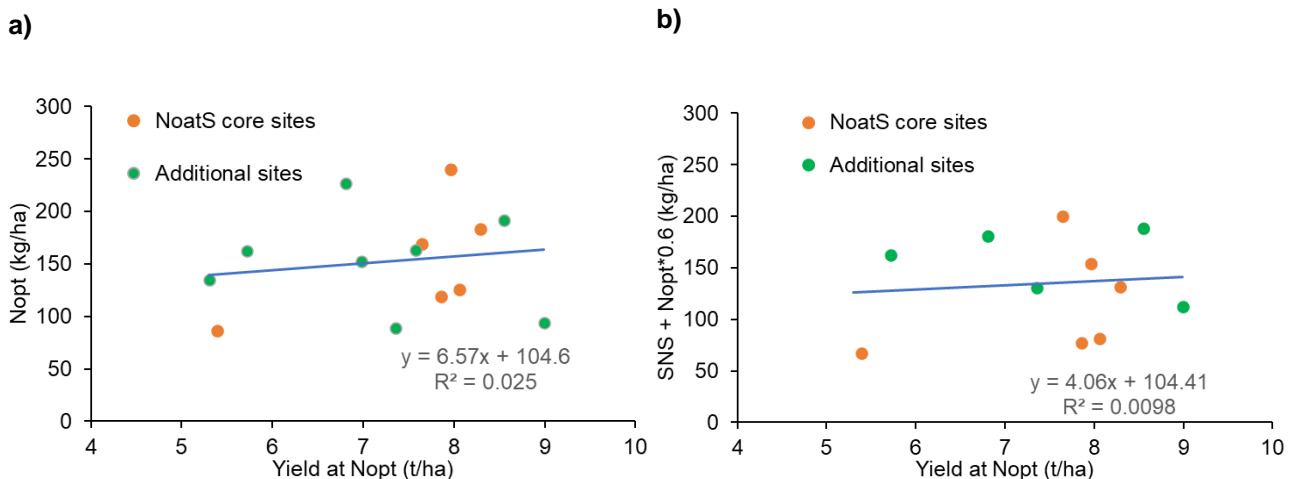 a)
Nopt (kg/ha)
300
250
200
150
100
50
0
NoatS core sites
Additional sites
y = 6.57x + 104.6
R² = 0.025
4 5 6 7 8 9 10
Yield at Nopt (t/ha)
b)
SNS + Nopt*0.6 (kg/ha)
300
250
200
150
100
50
0
NoatS core sites
Additional sites
y = 4.06x + 104.41
R² = 0.0098
4 5 6 7 8 9 10
Yield at Nopt (t/ha)